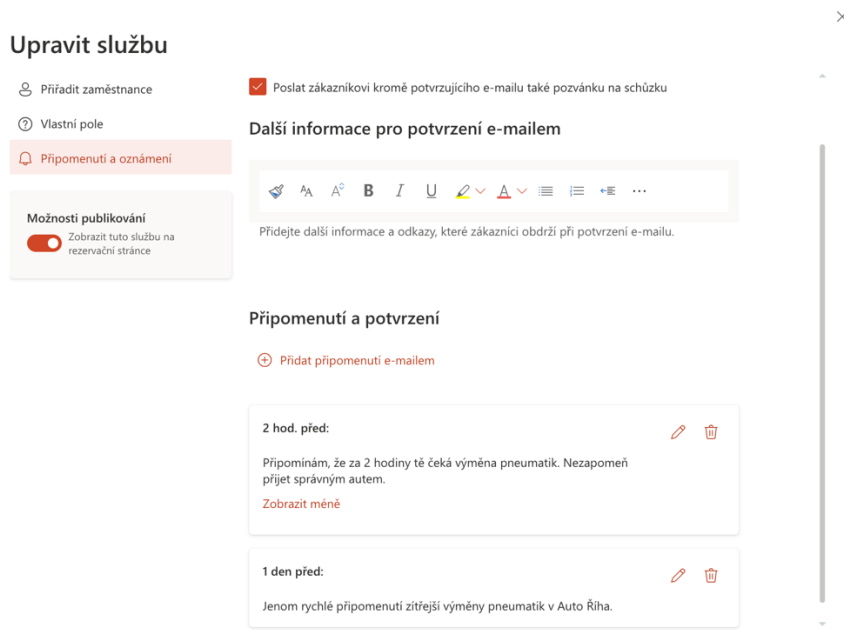 Upravit službu
Přiřadit zaměstnance
Vlastní pole
Připomenutí a oznámení
Možnosti publikování
Zobrazit tuto službu na
rezervační stránce
Poslat zákazníkovi kromě potvrzujícího e-mailu také pozvánku na schůzku
Další informace pro potvrzení e-mailem
Přidejte další informace a odkazy, které zákazníci obdrží při potvrzení e-mailu.
Připomenutí a potvrzení
Přidat připomenutí e-mailem
2 hod. před:
Připomínám, že za 2 hodiny tě čeká výměna pneumatik. Nezapomeň
přijet správným autem.
Zobrazit méně
1 den před:
Jenom rychlé připomenutí zítřejší výměny pneumatik v Auto Říha.